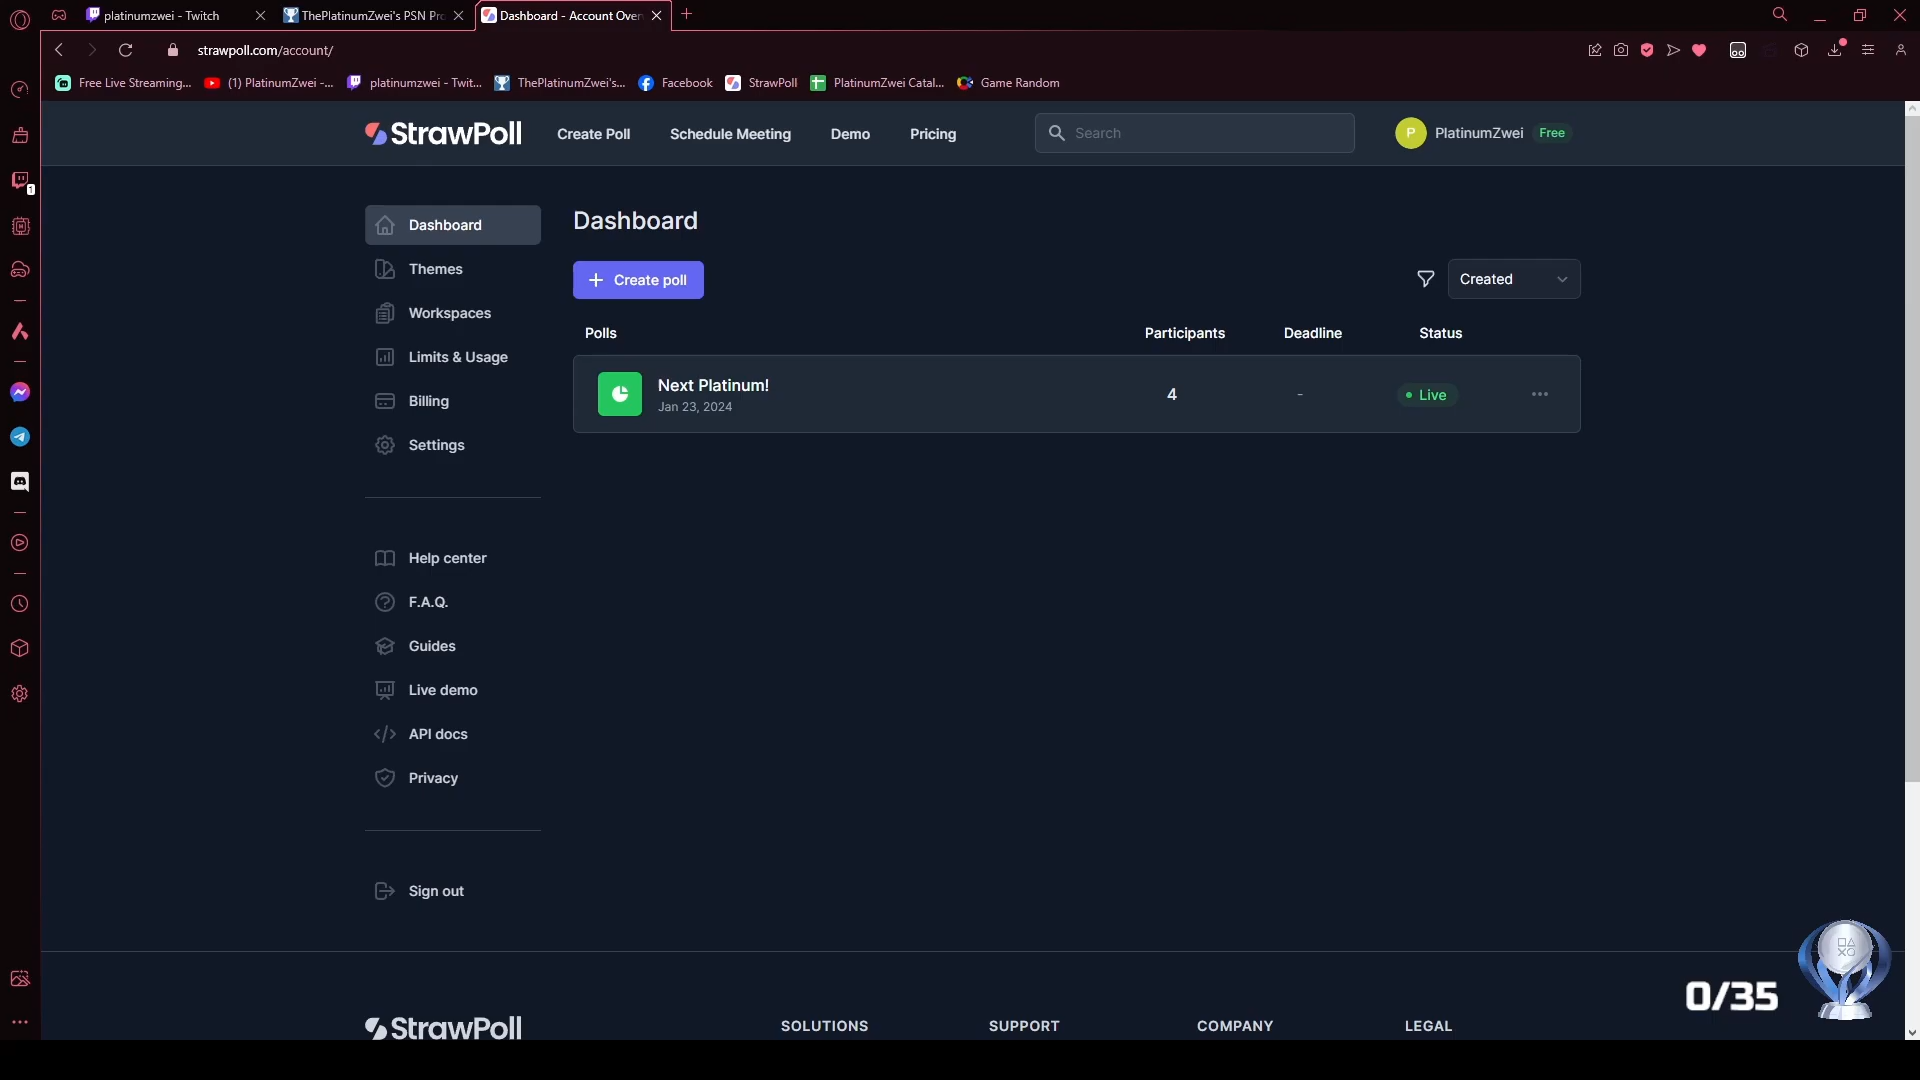 platinumzwei - Twitch
ThePlatinumZwei's PSN Pro
Dashboard - Account Over
strawpoll.com/account/
Free Live Streaming...
(1) PlatinumZwei -...
platinumzwei - Twit...
ThePlatinumZwei's...
Facebook
StrawPoll
PlatinumZwei Catal...
Game Random
StrawPoll
Create Poll
Schedule Meeting
Demo
Pricing
Search
P
PlatinumZwei
Free
1
Dashboard
Themes
Workspaces
Limits & Usage
Billing
Settings
Help center
F.A.Q.
Guides
Live demo
API docs
Privacy
Sign out
Dashboard
+ Create poll
Created
Polls
Participants
Deadline
Status
Next Platinum!
Jan 23, 2024
4
-
Live
0/35
StrawPoll
SOLUTIONS
SUPPORT
COMPANY
LEGAL